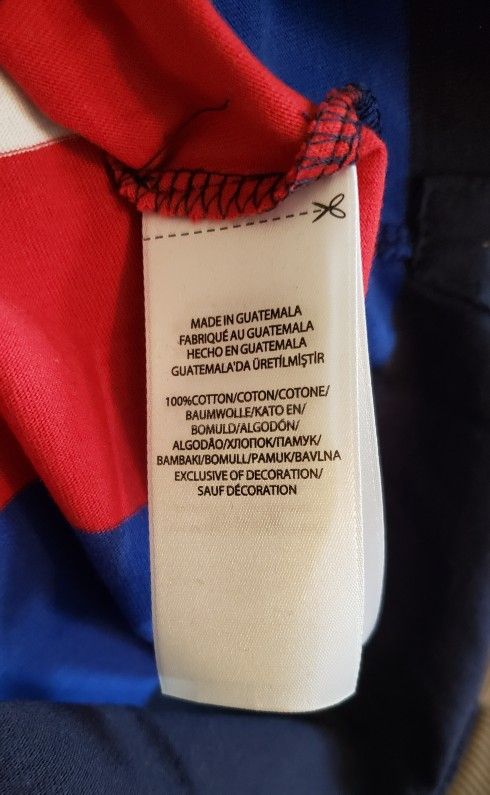 MADE IN GUATEMALA
FABRIQUÉ AU GUATEMALA
HECHO EN GUATEMALA
GUATEMALA'DA ÜRETİLMİŞTİR
100%COTTON/COTON/COTONE/
BAUMWOLLE/KATO EN/
BOMULD/ALGODÓN/
ALGODÃO/ХЛОПОК/ПАМУК/
BAMBAKI/BOMULL/PAMUK/BAVLNA
EXCLUSIVE OF DECORATION/
SAUF DÉCORATION